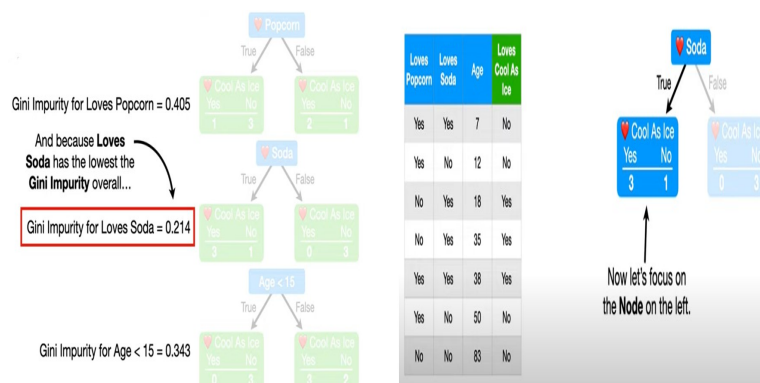 ❤ Popcorn
True False
❤ Cool As Ice ❤ Cool As Ice
Yes No Yes No
1 3 2 1
Gini Impurity for Loves Popcorn = 0.405
And because Loves
Soda has the lowest the
Gini Impurity overall...
❤ Soda
True False
❤ Cool As Ice ❤ Cool As Ice
Yes No Yes No
3 1 0 3
Gini Impurity for Loves Soda = 0.214
Age < 15
True False
Cool As Ice Cool As Ice
Yes No Yes No
Gini Impurity for Age < 15 = 0.343
0 3 3 2
Loves Popcorn Loves Soda Age Loves Cool As Ice
Yes Yes 7 No
Yes No 12 No
No Yes 18 Yes
No Yes 35 Yes
Yes Yes 38 Yes
Yes No 50 No
No No 83 No
❤ Soda
True False
❤ Cool As Ice ❤ Cool As Ic
Yes No Yes No
3 1 0 3
Now let's focus on
the Node on the left.